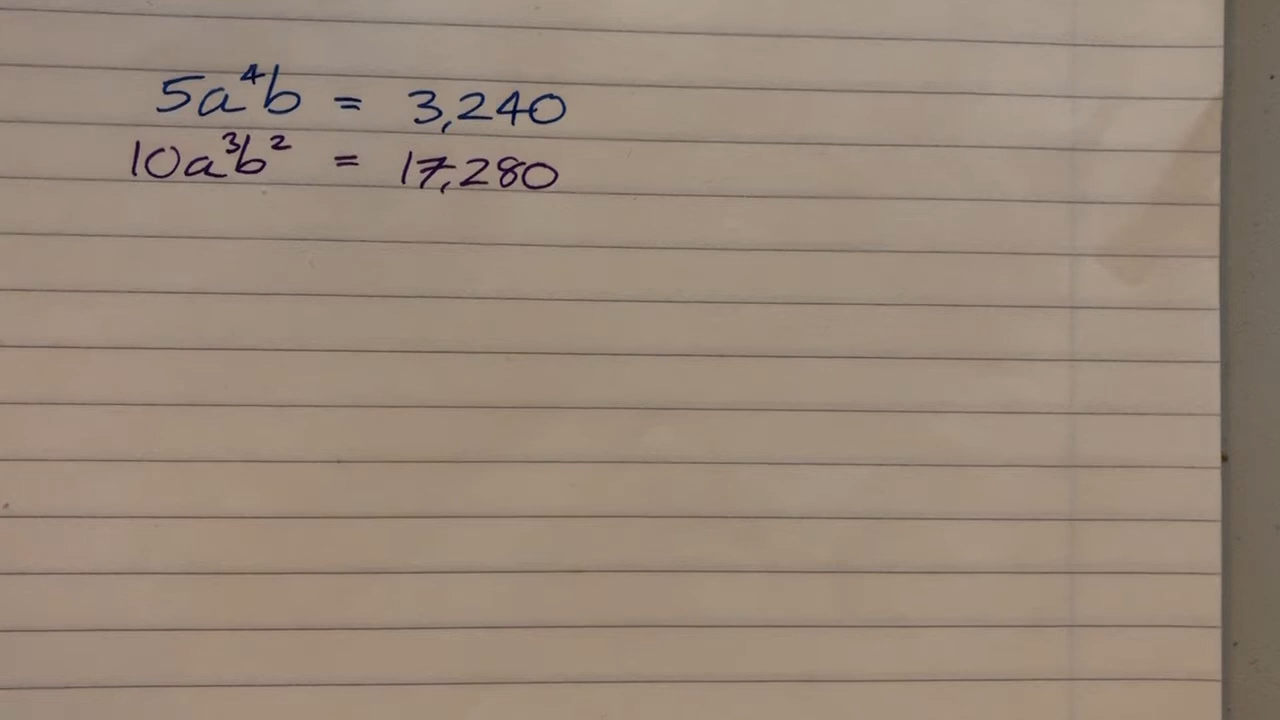 5a⁴b = 3,240
10a³b² = 17,280